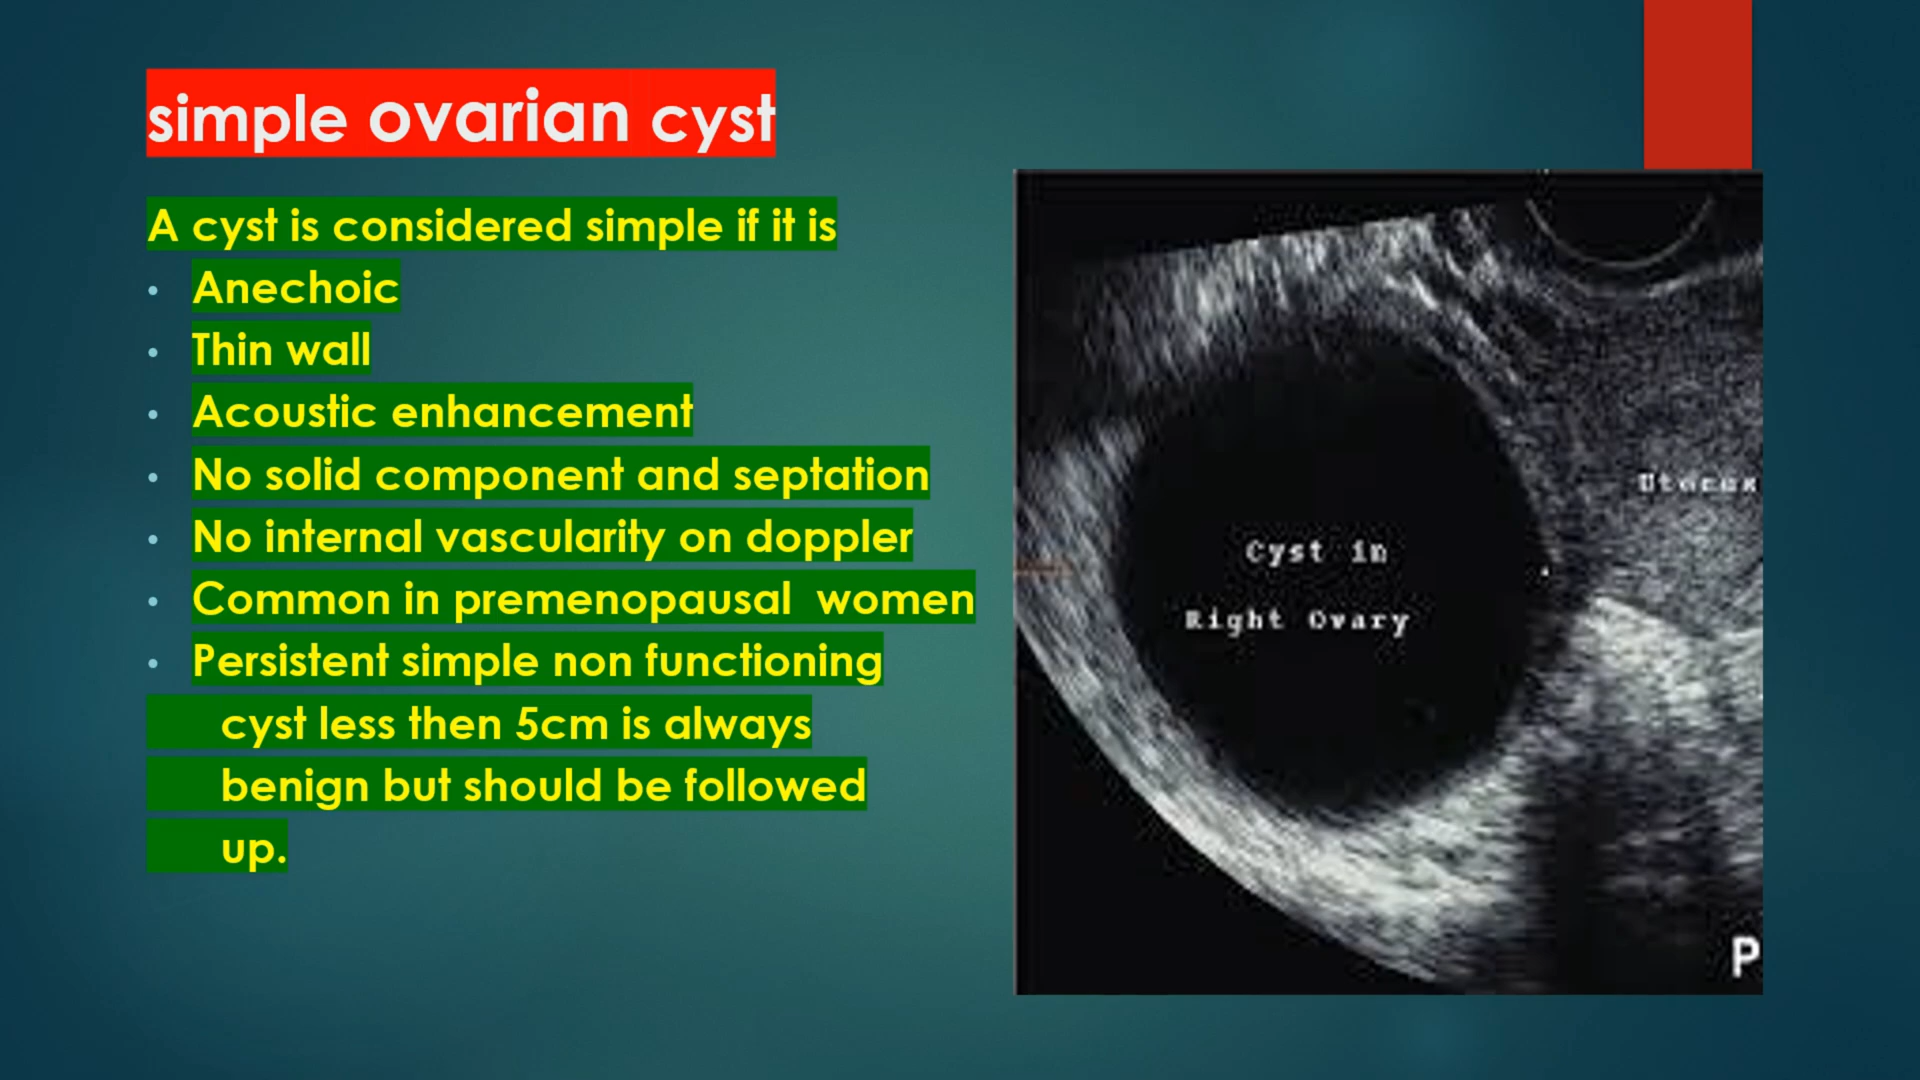 simple ovarian cyst
A cyst is considered simple if it is
• Anechoic
• Thin wall
• Acoustic enhancement
• No solid component and septation
• No internal vascularity on doppler
• Common in premenopausal  women
• Persistent simple non functioning
cyst less then 5cm is always
benign but should be followed
up.
Uterus
Cyst in
Right Ovary
P